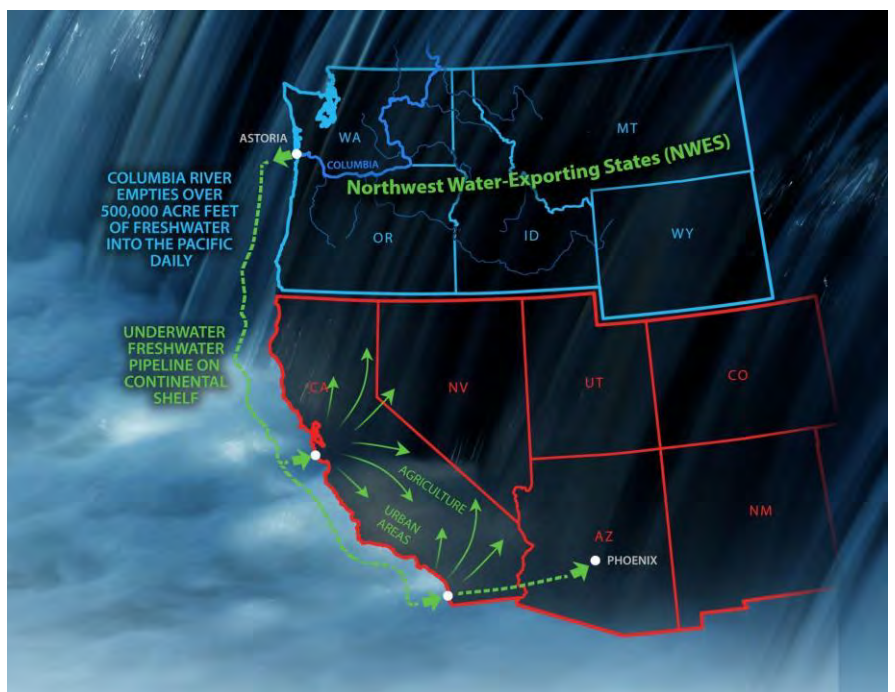 ASTORIA
WA
MT
COLUMBIA
Northwest Water-Exporting States (NWES)
COLUMBIA RIVER
EMPTIES OVER
500,000 ACRE FEET
OF FRESHWATER
INTO THE PACIFIC
DAILY
OR
ID
WY
UNDERWATER
FRESHWATER
PIPELINE ON
CONTINENTAL
SHELF
CA
NV
UT
CO
AGRICULTURE
URBAN
AREAS
AZ
NM
PHOENIX